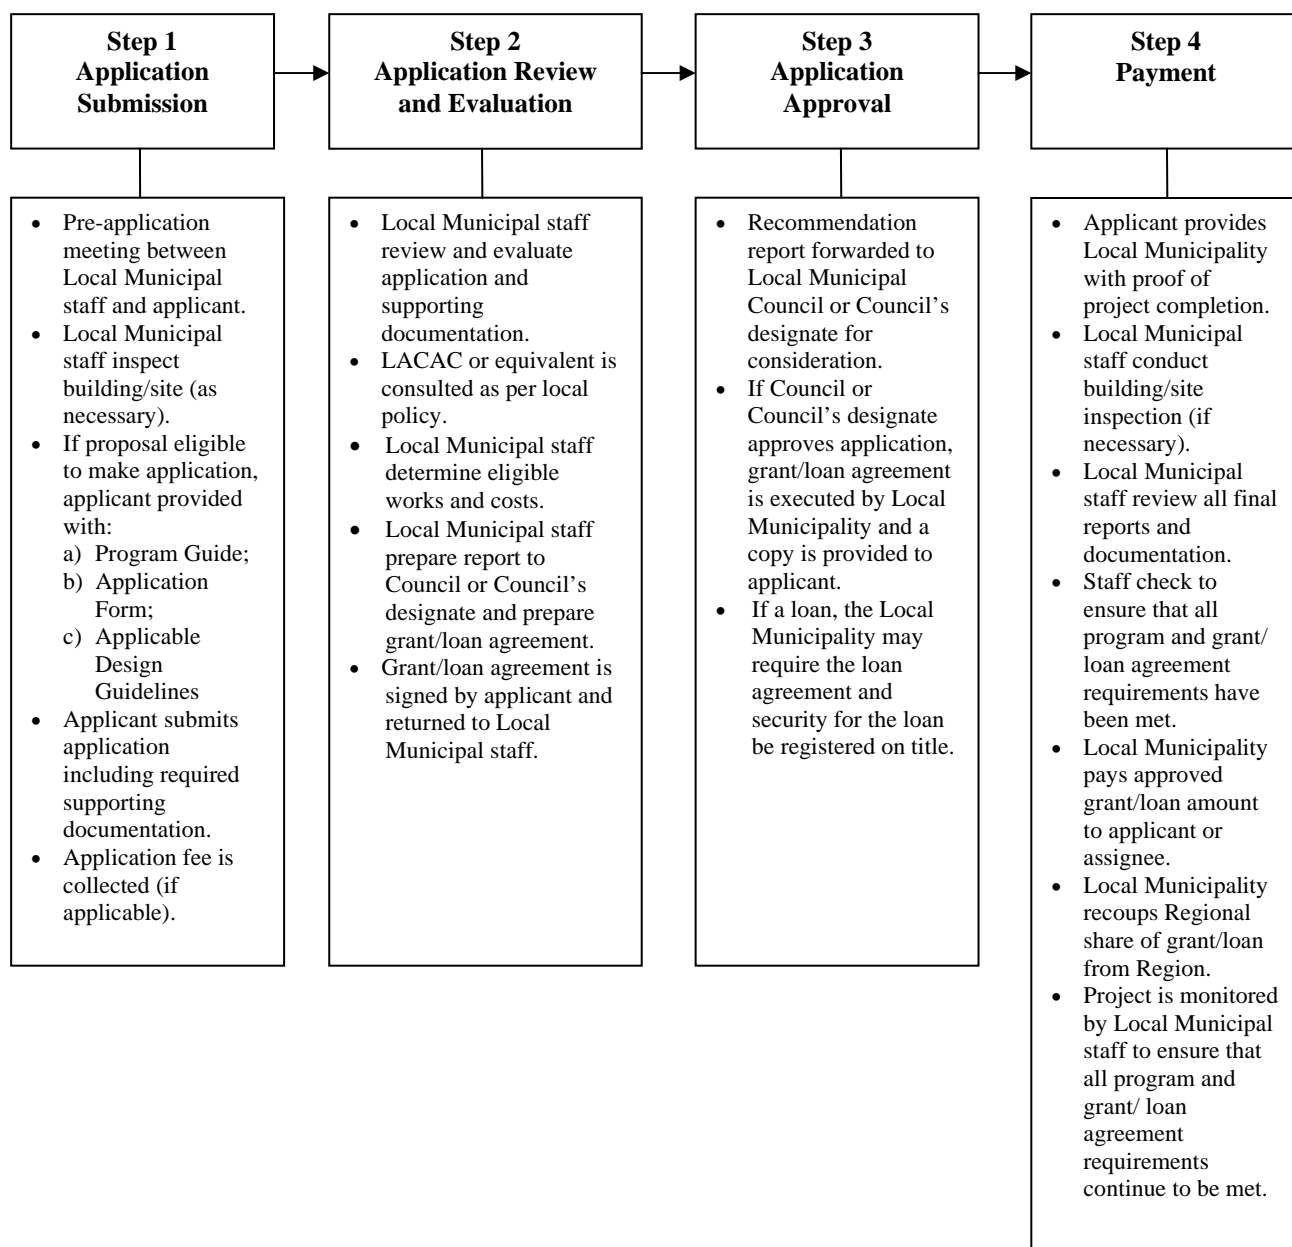 Step 1
Application
Submission
Step 2
Application Review
and Evaluation
Step 3
Application
Approval
Step 4
Payment
• Pre-application
meeting between
Local Municipal
staff and applicant.
• Local Municipal
staff inspect
building/site (as
necessary).
• If proposal eligible
to make application,
applicant provided
with:
a) Program Guide;
b) Application
Form;
c) Applicable
Design
Guidelines
• Applicant submits
application
including required
supporting
documentation.
• Application fee is
collected (if
applicable).
• Local Municipal staff
review and evaluate
application and
supporting
documentation.
• LACAC or equivalent is
consulted as per local
policy.
• Local Municipal staff
determine eligible
works and costs.
• Local Municipal staff
prepare report to
Council or Council’s
designate and prepare
grant/loan agreement.
• Grant/loan agreement is
signed by applicant and
returned to Local
Municipal staff.
• Recommendation
report forwarded to
Local Municipal
Council or Council’s
designate for
consideration.
• If Council or
Council’s designate
approves application,
grant/loan agreement
is executed by Local
Municipality and a
copy is provided to
applicant.
• If a loan, the Local
Municipality may
require the loan
agreement and
security for the loan
be registered on title.
• Applicant provides
Local Municipality
with proof of
project completion.
• Local Municipal
staff conduct
building/site
inspection (if
necessary).
• Local Municipal
staff review all final
reports and
documentation.
• Staff check to
ensure that all
program and grant/
loan agreement
requirements have
been met.
• Local Municipality
pays approved
grant/loan amount
to applicant or
assignee.
• Local Municipality
recoups Regional
share of grant/loan
from Region.
• Project is monitored
by Local Municipal
staff to ensure that
all program and
grant/ loan
agreement
requirements
continue to be met.